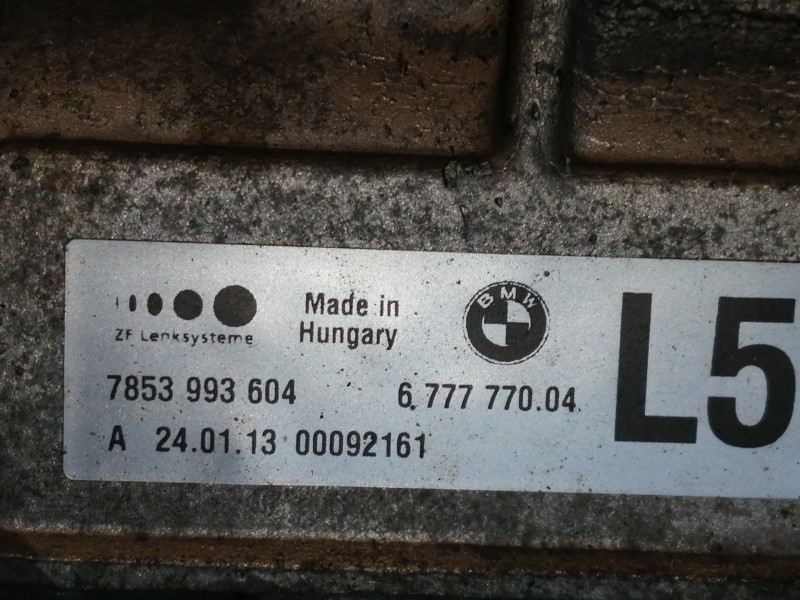 ZF Lenksysteme
Made in
Hungary
BMW
L5
7853 993 604
6.777 770.04
A 24.01.13 00092161